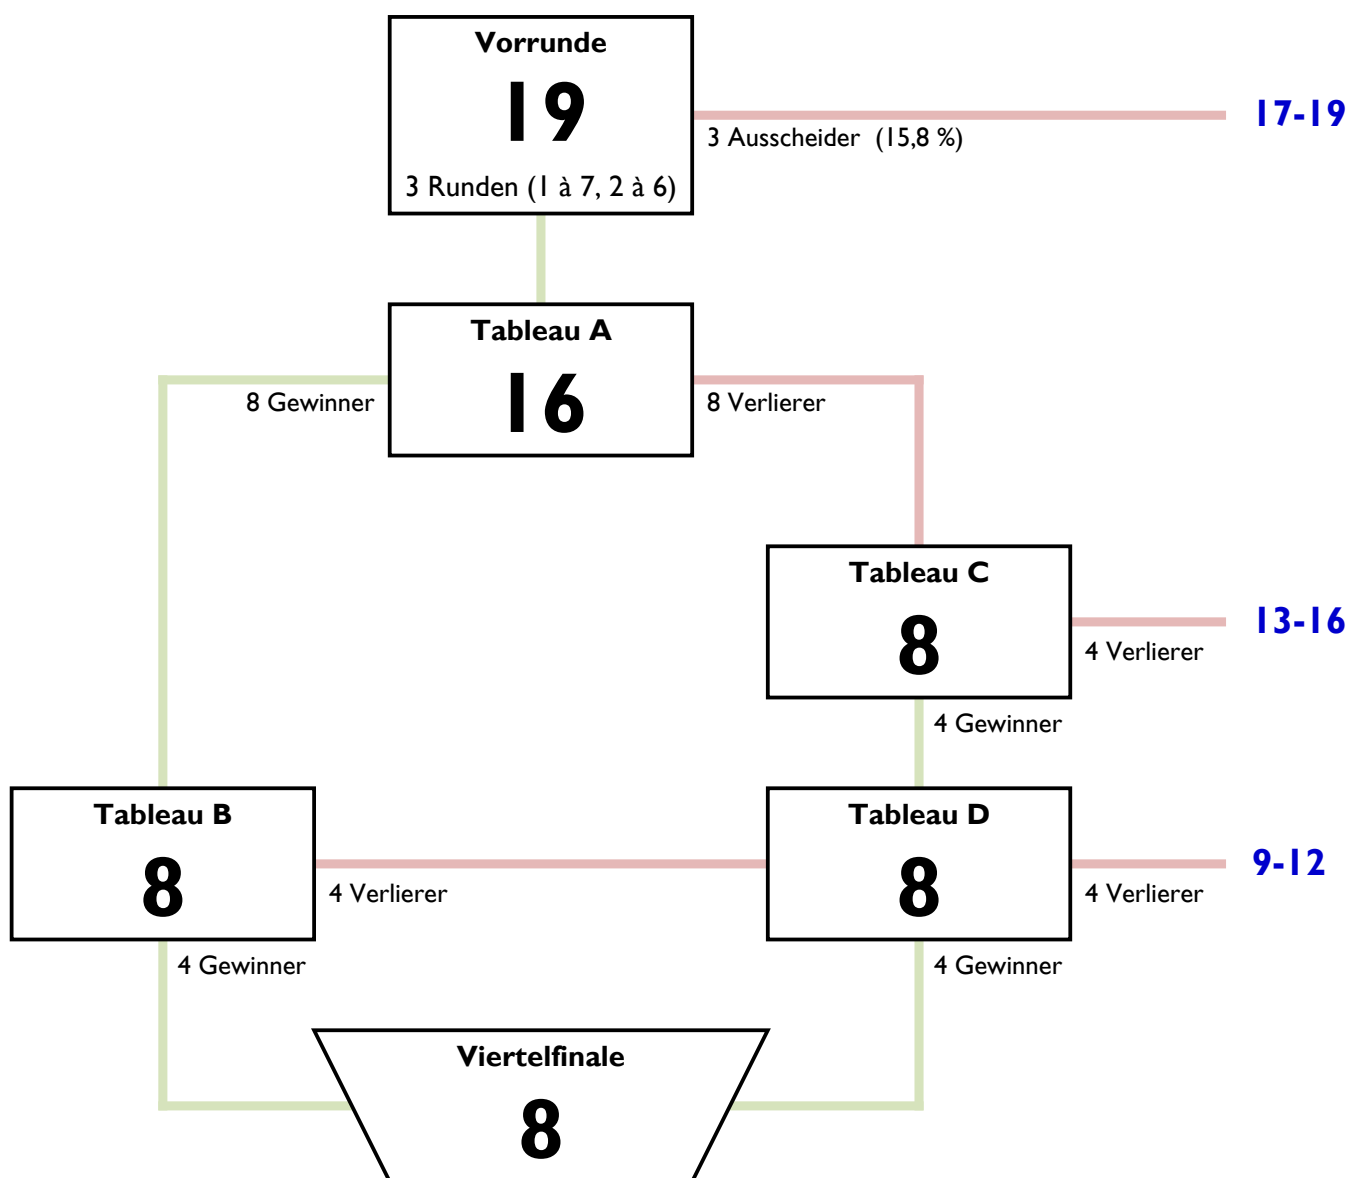 Vorrunde
19
3 Runden (1 à 7, 2 à 6)
3 Ausscheider (15,8 %)
17-19
Tableau A
16
8 Gewinner
8 Verlierer
Tableau C
8
4 Verlierer
13-16
4 Gewinner
Tableau B
8
4 Verlierer
4 Gewinner
Tableau D
8
4 Verlierer
9-12
4 Gewinner
Viertelfinale
8